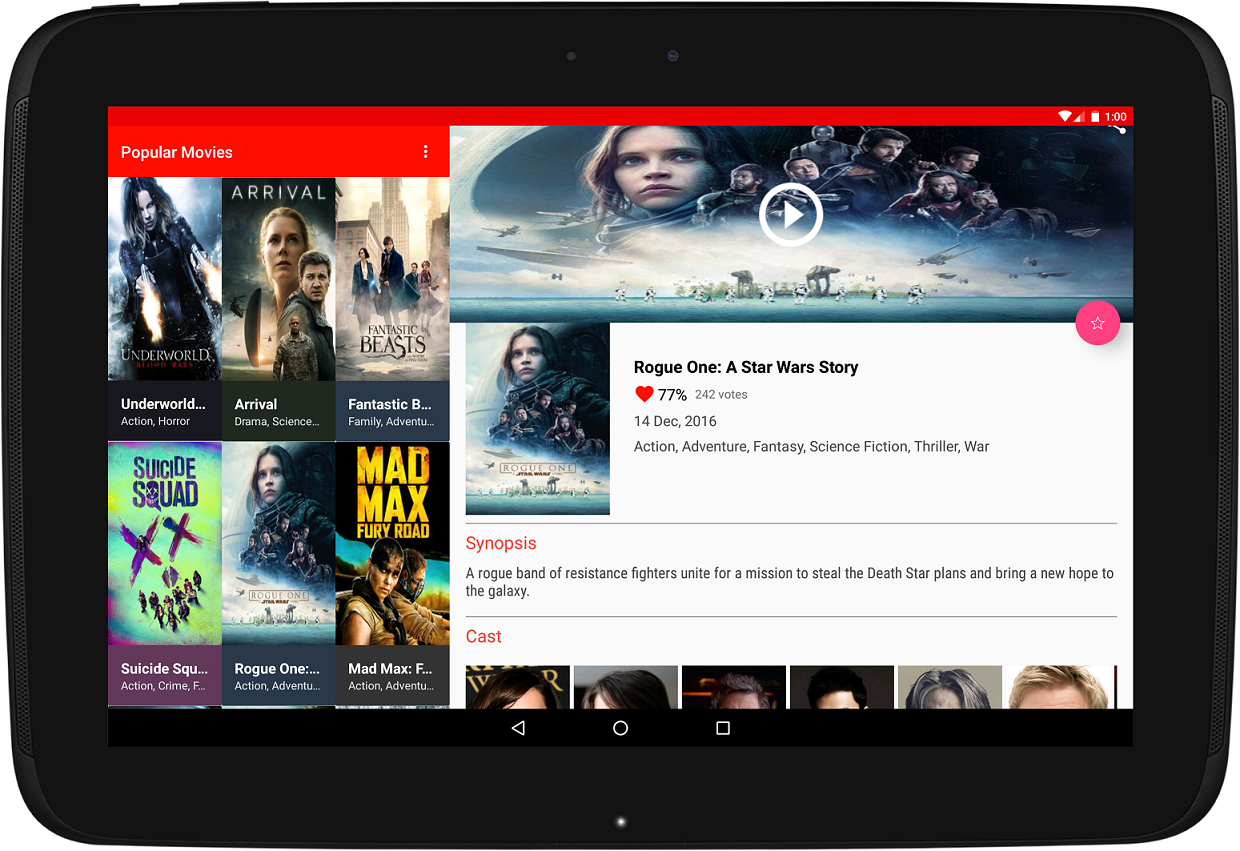 1:00
Popular Movies
UNDERWORLD
BLOOD WARS
Underworld...
Action, Horror
ARRIVAL
Arrival
Drama, Science...
FANTASTIC
BEASTS
Fantastic B...
Family, Adventu...
SUICIDE
SQUAD
Suicide Squ...
Action, Crime, F...
ROGUE ONE
Rogue One:...
Action, Adventu...
MAD
MAX
FURY ROAD
Mad Max: F...
Action, Adventu...
ROGUE ONE
Rogue One: A Star Wars Story
77% 242 votes
14 Dec, 2016
Action, Adventure, Fantasy, Science Fiction, Thriller, War
Synopsis
A rogue band of resistance fighters unite for a mission to steal the Death Star plans and bring a new hope to
the galaxy.
Cast